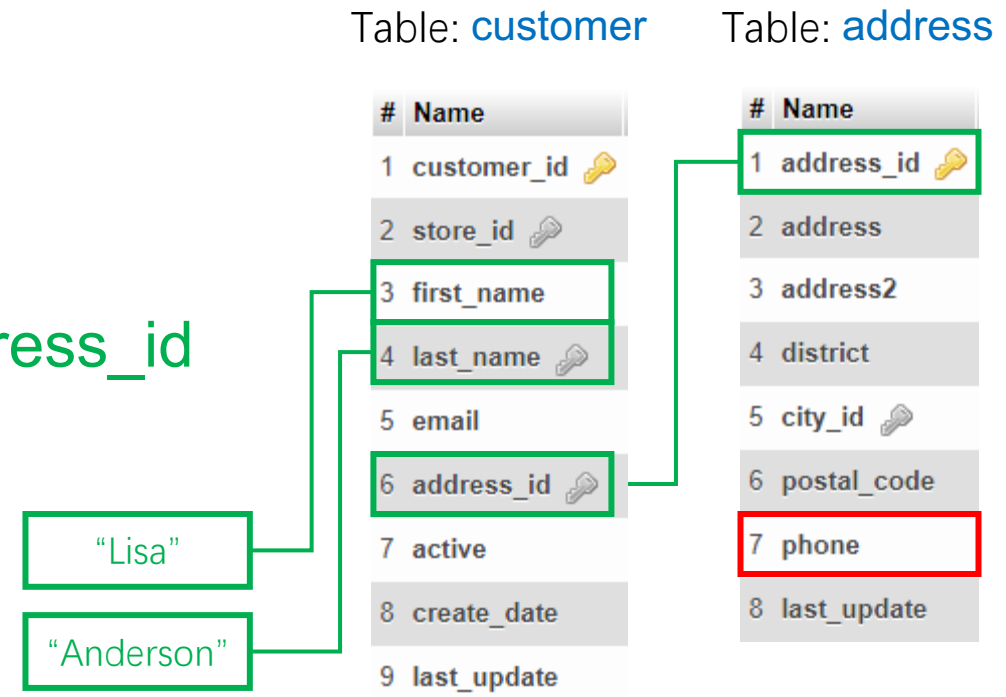 Table: customer
# Name
1 customer_id
2 store_id
3 first_name
4 last_name
5 email
6 address_id
7 active
8 create_date
9 last_update
Table: address
# Name
1 address_id
2 address
3 address2
4 district
5 city_id
6 postal_code
7 phone
8 last_update
ress_id
“Lisa”
“Anderson”